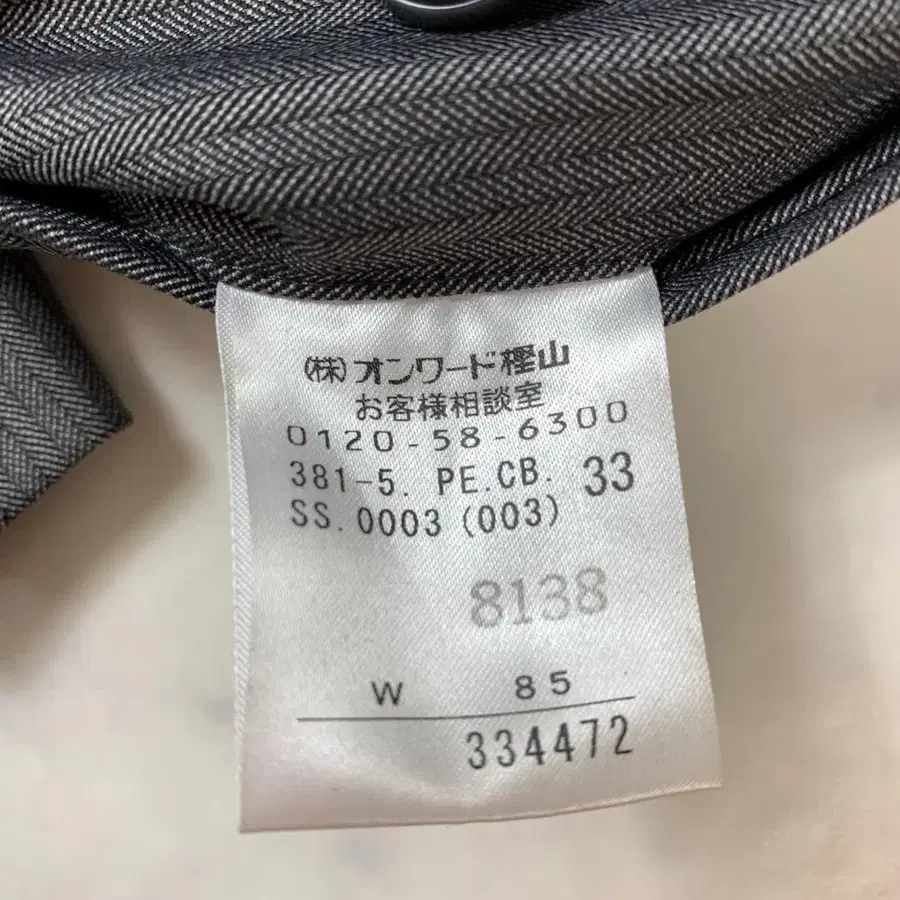 (株)オンワード樫山
お客様相談室
0120-58-6300
381-5. PE.CB. 33
SS.0003(003)
8138
W 85
334472